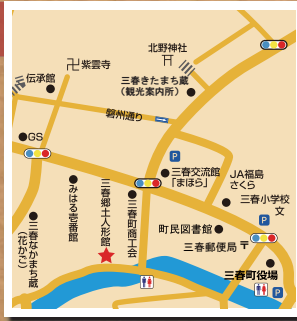 北野神社
卍 紫雲寺
伝承館
三春きたまち蔵
(観光案内所)
磐州通り
GS
P
三春交流館
「まほら」
JA福島
さくら
三春小学校
文
みはる壱番館
三春郷土人形館
三春町商工会
町民図書館
P
三春郵便局 〒
三春なかまち蔵
(花かご)
三春町役場
P